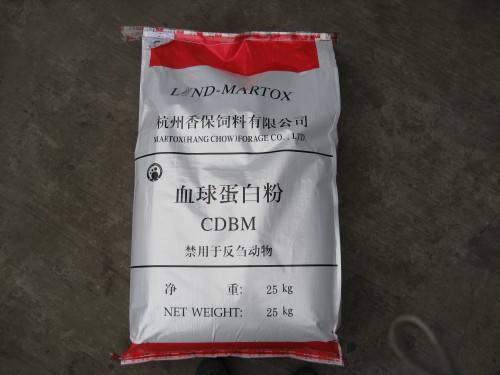 LAND-MARTOX
杭州香保饲料有限公司
MARTOX(HANG CHOW)FORAGE CO., LTD.
血球蛋白粉
CDBM
禁用于反刍动物
净 重: 25 kg
NET WEIGHT: 25 kg